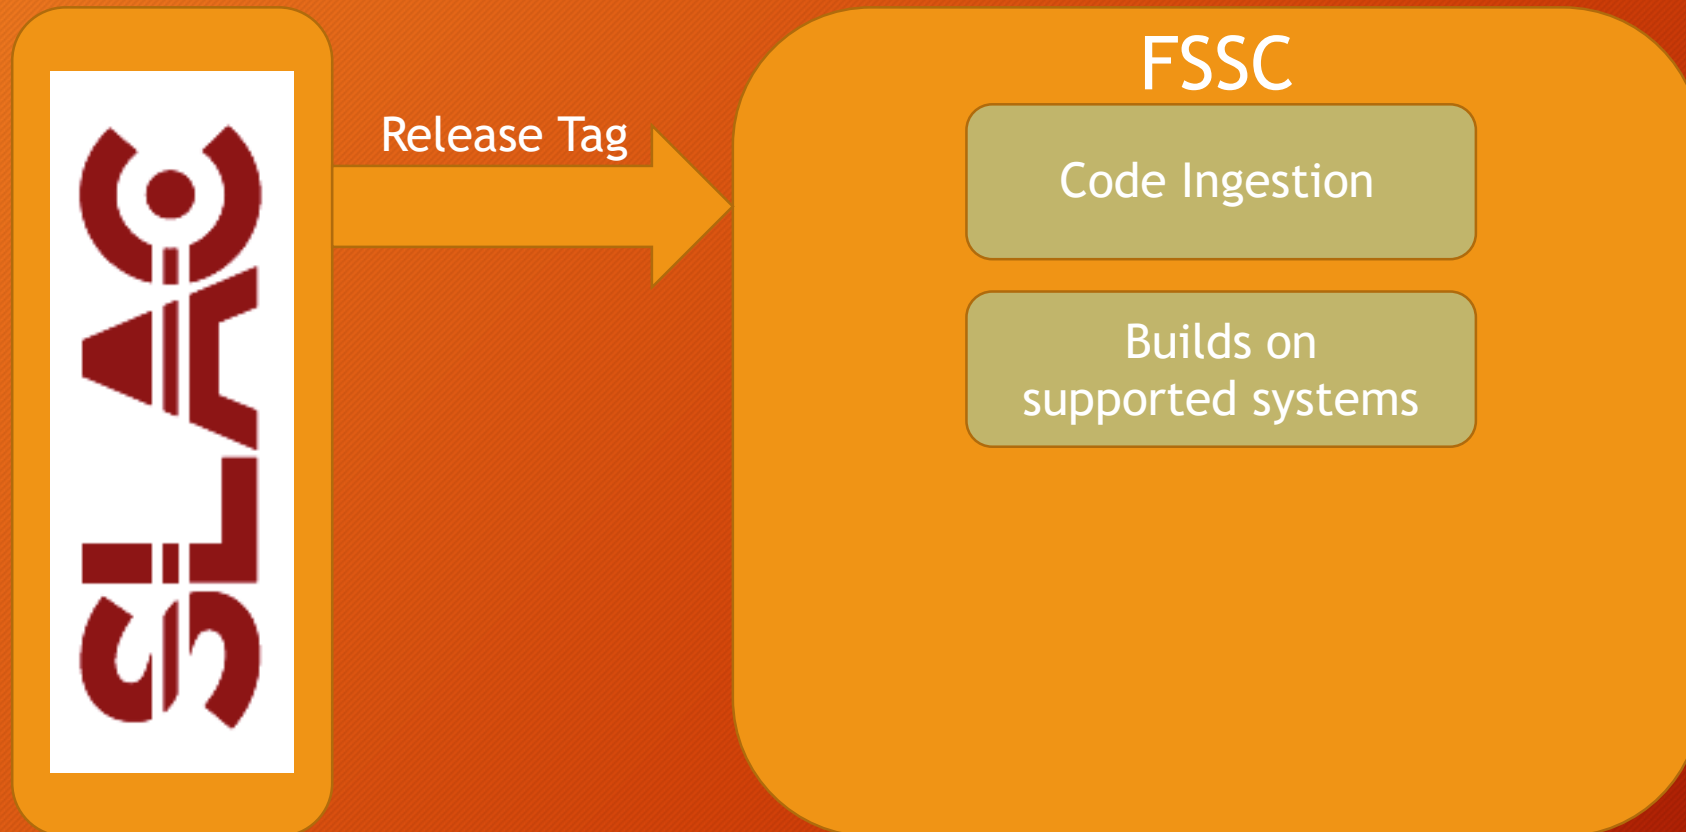 SLAC
Release Tag
FSSC
Code Ingestion
Builds on
supported systems